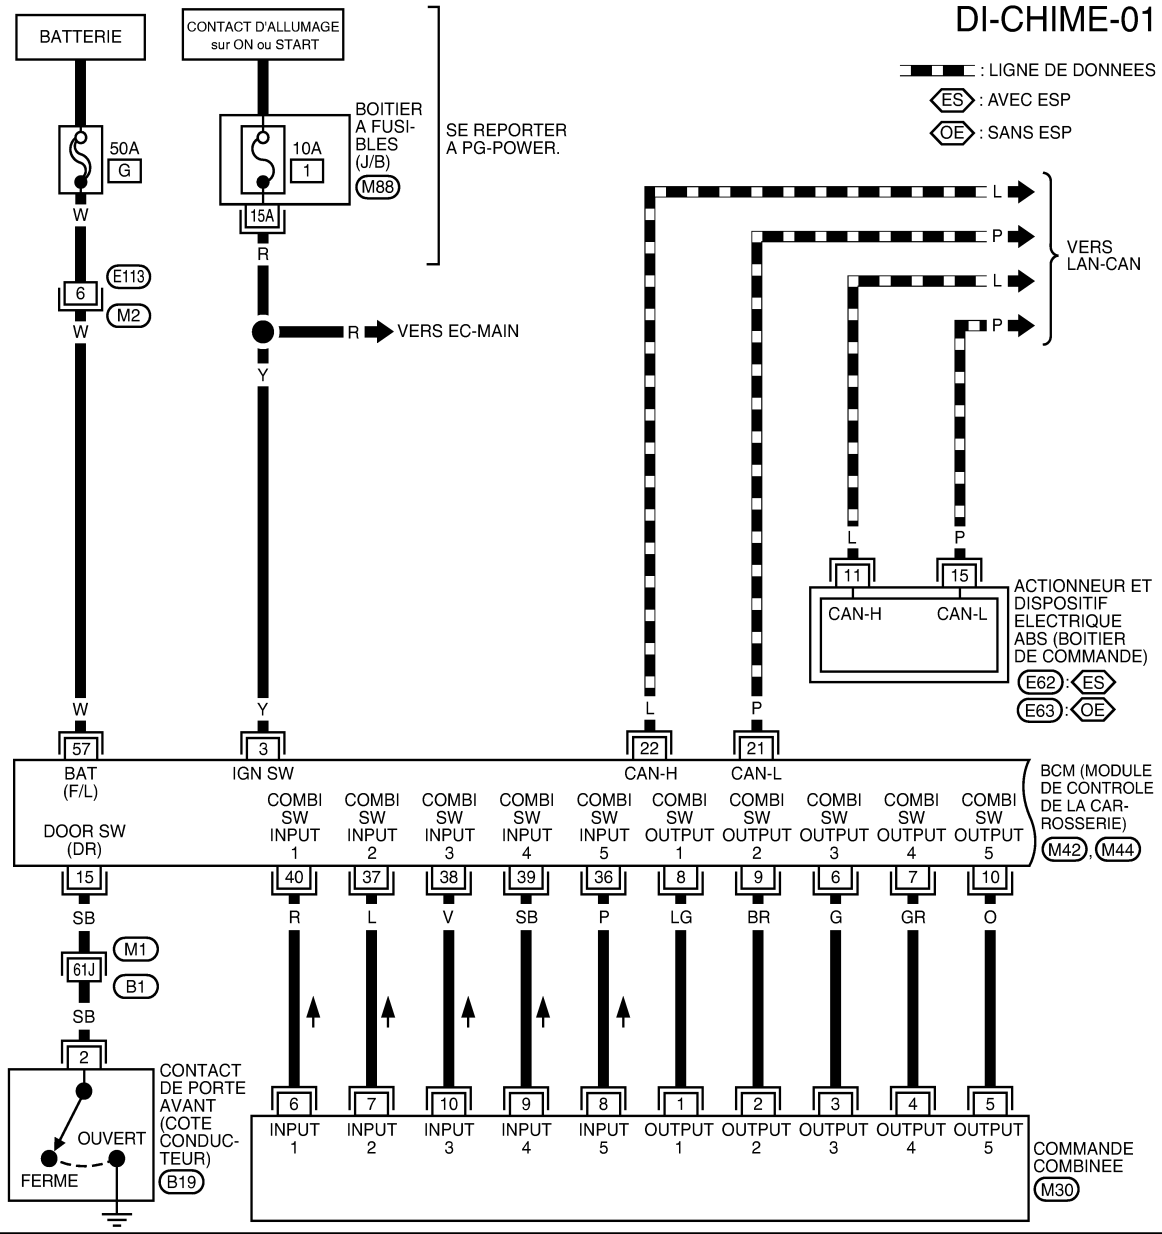 DI-CHIME-01
BATTERIE
CONTACT D'ALLUMAGE
sur ON ou START
: LIGNE DE DONNEES
ES : AVEC ESP
OE : SANS ESP
50A
G
10A
1
BOITIER
A FUSI-
BLES
(J/B)
M88
SE REPORTER
A PG-POWER.
15A
W
R
6
E113
M2
W
R
VERS EC-MAIN
Y
L
P
L
P
VERS
LAN-CAN
L
P
11
15
CAN-H
CAN-L
ACTIONNEUR ET
DISPOSITIF
ELECTRIQUE
ABS (BOITIER
DE COMMANDE)
E62 : ES
E63 : OE
W
Y
L
P
57
3
22
21
BAT
(F/L)
IGN SW
CAN-H
CAN-L
BCM (MODULE
DE CONTROLE
DE LA CAR-
ROSSERIE)
M42 , M44
DOOR SW
(DR)
COMBI
SW
INPUT
1
COMBI
SW
INPUT
2
COMBI
SW
INPUT
3
COMBI
SW
INPUT
4
COMBI
SW
INPUT
5
COMBI
SW
OUTPUT
1
COMBI
SW
OUTPUT
2
COMBI
SW
OUTPUT
3
COMBI
SW
OUTPUT
4
COMBI
SW
OUTPUT
5
15
40
37
38
39
36
8
9
6
7
10
SB
R
L
V
SB
P
LG
BR
G
GR
O
M1
61J
B1
SB
2
CONTACT
DE PORTE
AVANT
(COTE
CONDUC-
TEUR)
B19
OUVERT
FERME
6
7
10
9
8
1
2
3
4
5
INPUT
1
INPUT
2
INPUT
3
INPUT
4
INPUT
5
OUTPUT
1
OUTPUT
2
OUTPUT
3
OUTPUT
4
OUTPUT
5
COMMANDE
COMBINEE
M30